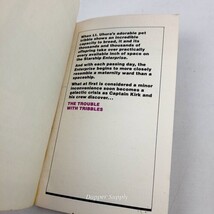 When Lt. Uhura's adorable pet
tribble shows an incredible
capacity to breed, it and its
thousands and thousands of
offspring take over practically
every available inch of space on
the Starship Enterprise.
And with each passing day, the
Enterprise begins to more closely
resemble a maternity ward than a
starship.
What at first is considered a minor
inconvenience soon becomes a
galactic crisis as Captain Kirk and
his crew discover...
THE TROUBLE
WITH TRIBBLES